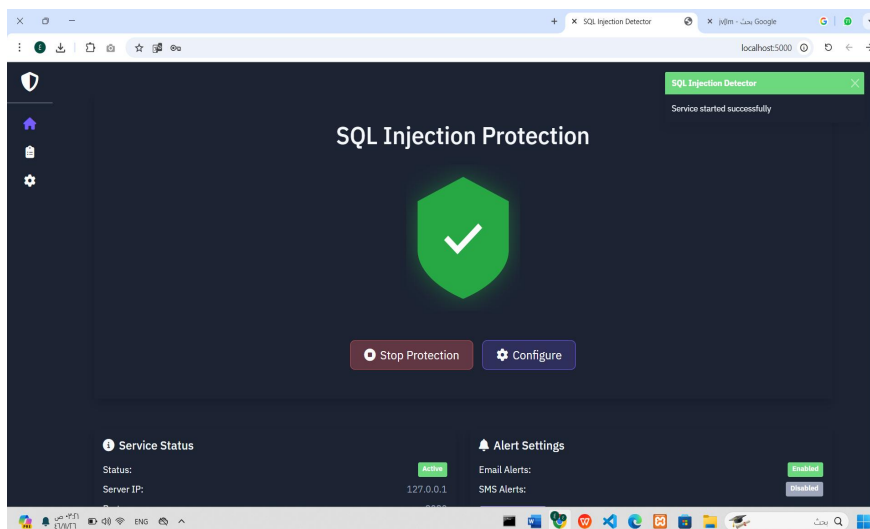 SQL Injection Detector
jvjlm - بحث Google
localhost:5000
SQL Injection Detector
Service started successfully
SQL Injection Protection
Stop Protection
Configure
Service Status
Status:
Active
Server IP:
127.0.0.1
Alert Settings
Email Alerts:
Enabled
SMS Alerts:
Disabled
ENG
بحث